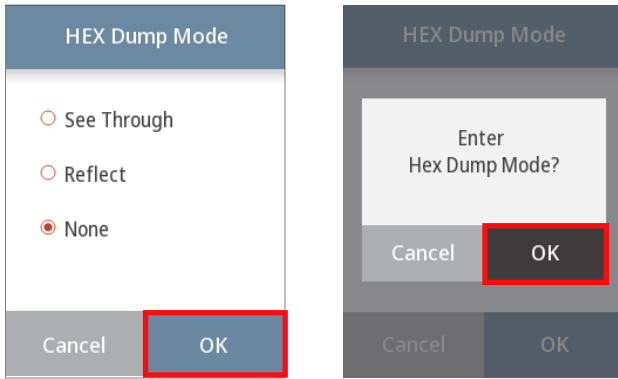 HEX Dump Mode
See Through
Reflect
None
Cancel
OK
HEX Dump Mode
Enter
Hex Dump Mode?
Cancel
OK
Cancel
OK